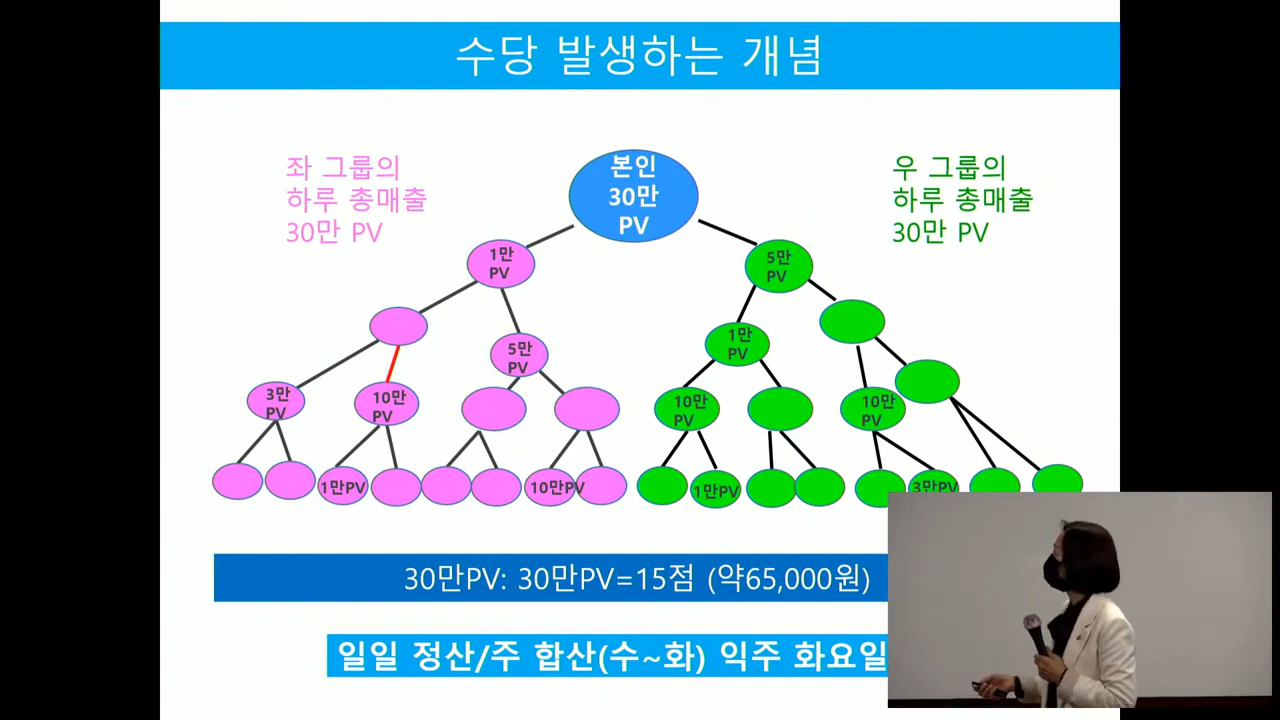 수당 발생하는 개념
좌 그룹의
하루 총매출
30만 PV
본인
30만
PV
우 그룹의
하루 총매출
30만 PV
1만
PV
5만
PV
5만
PV
1만
PV
3만
PV
10만
PV
10만
PV
10만
PV
1만PV
10만PV
1만PV
3만PV
30만PV: 30만PV=15점 (약65,000원)
일일 정산/주 합산(수~화) 익주 화요일